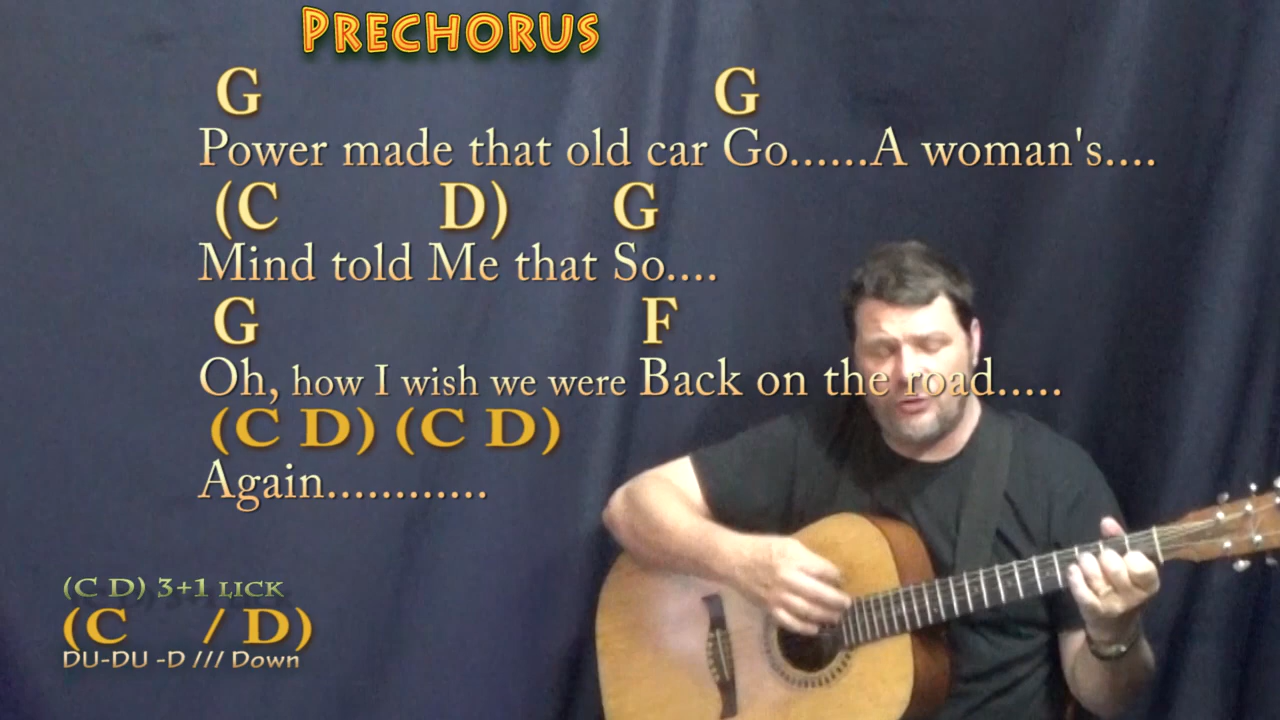 PRECHORUS
G G
Power made that old car Go......A woman's....
(C D) G
Mind told Me that So....
G F
Oh, how I wish we were Back on the road.....
(C D) (C D)
Again............
(C D) 3+1 LICK
(C / D)
DU-DU -D /// Down